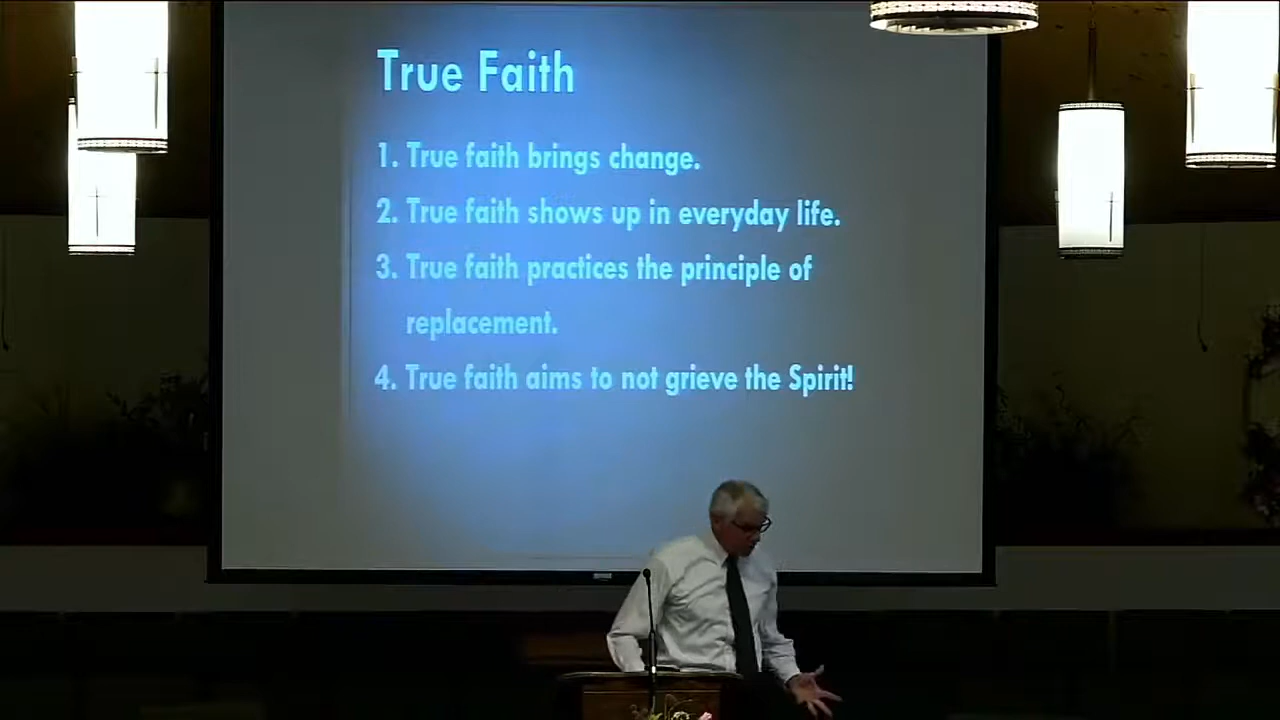 True Faith
1. True faith brings change.
2. True faith shows up in everyday life.
3. True faith practices the principle of
replacement.
4. True faith aims to not grieve the Spirit!